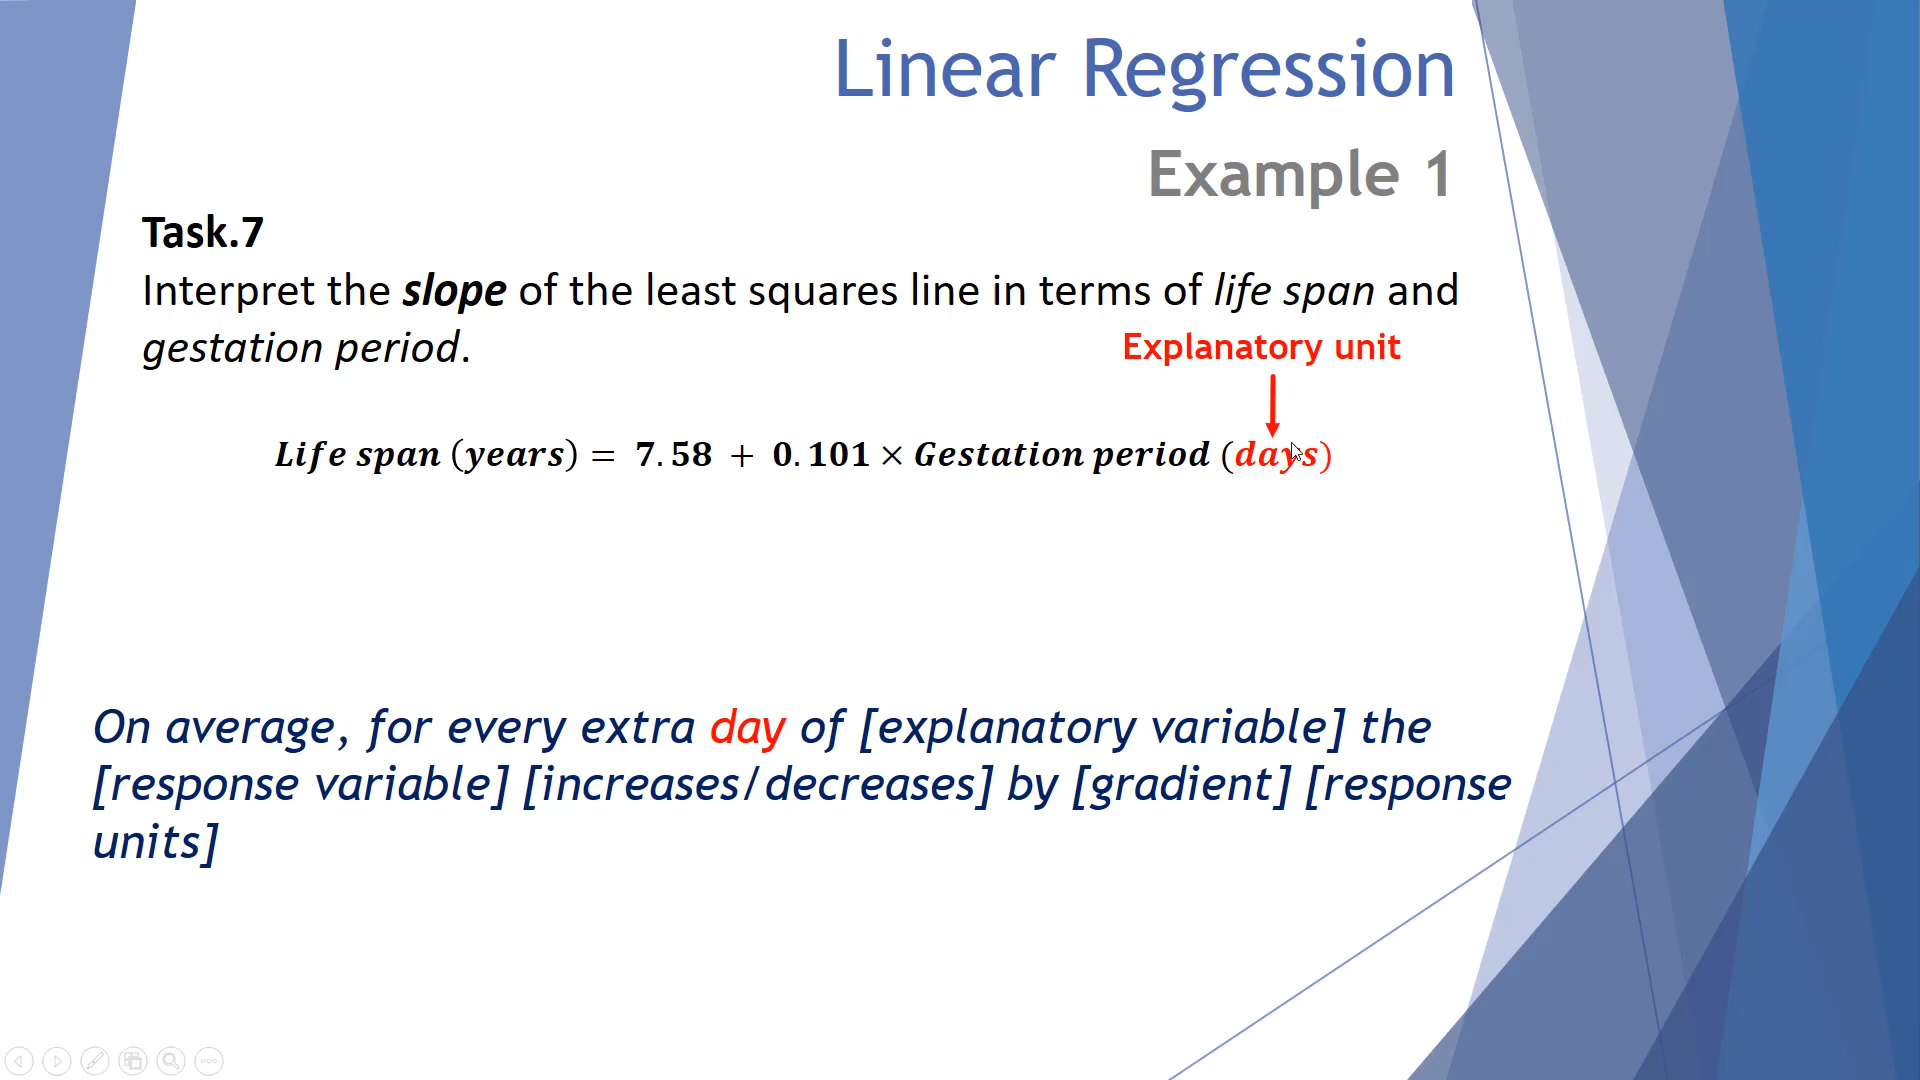 Linear Regression
Example 1
Task.7
Interpret the slope of the least squares line in terms of life span and
gestation period.
Explanatory unit
Life span (years) = 7.58 + 0.101 × Gestation period (days)
On average, for every extra day of [explanatory variable] the
[response variable] [increases/decreases] by [gradient] [response
units]